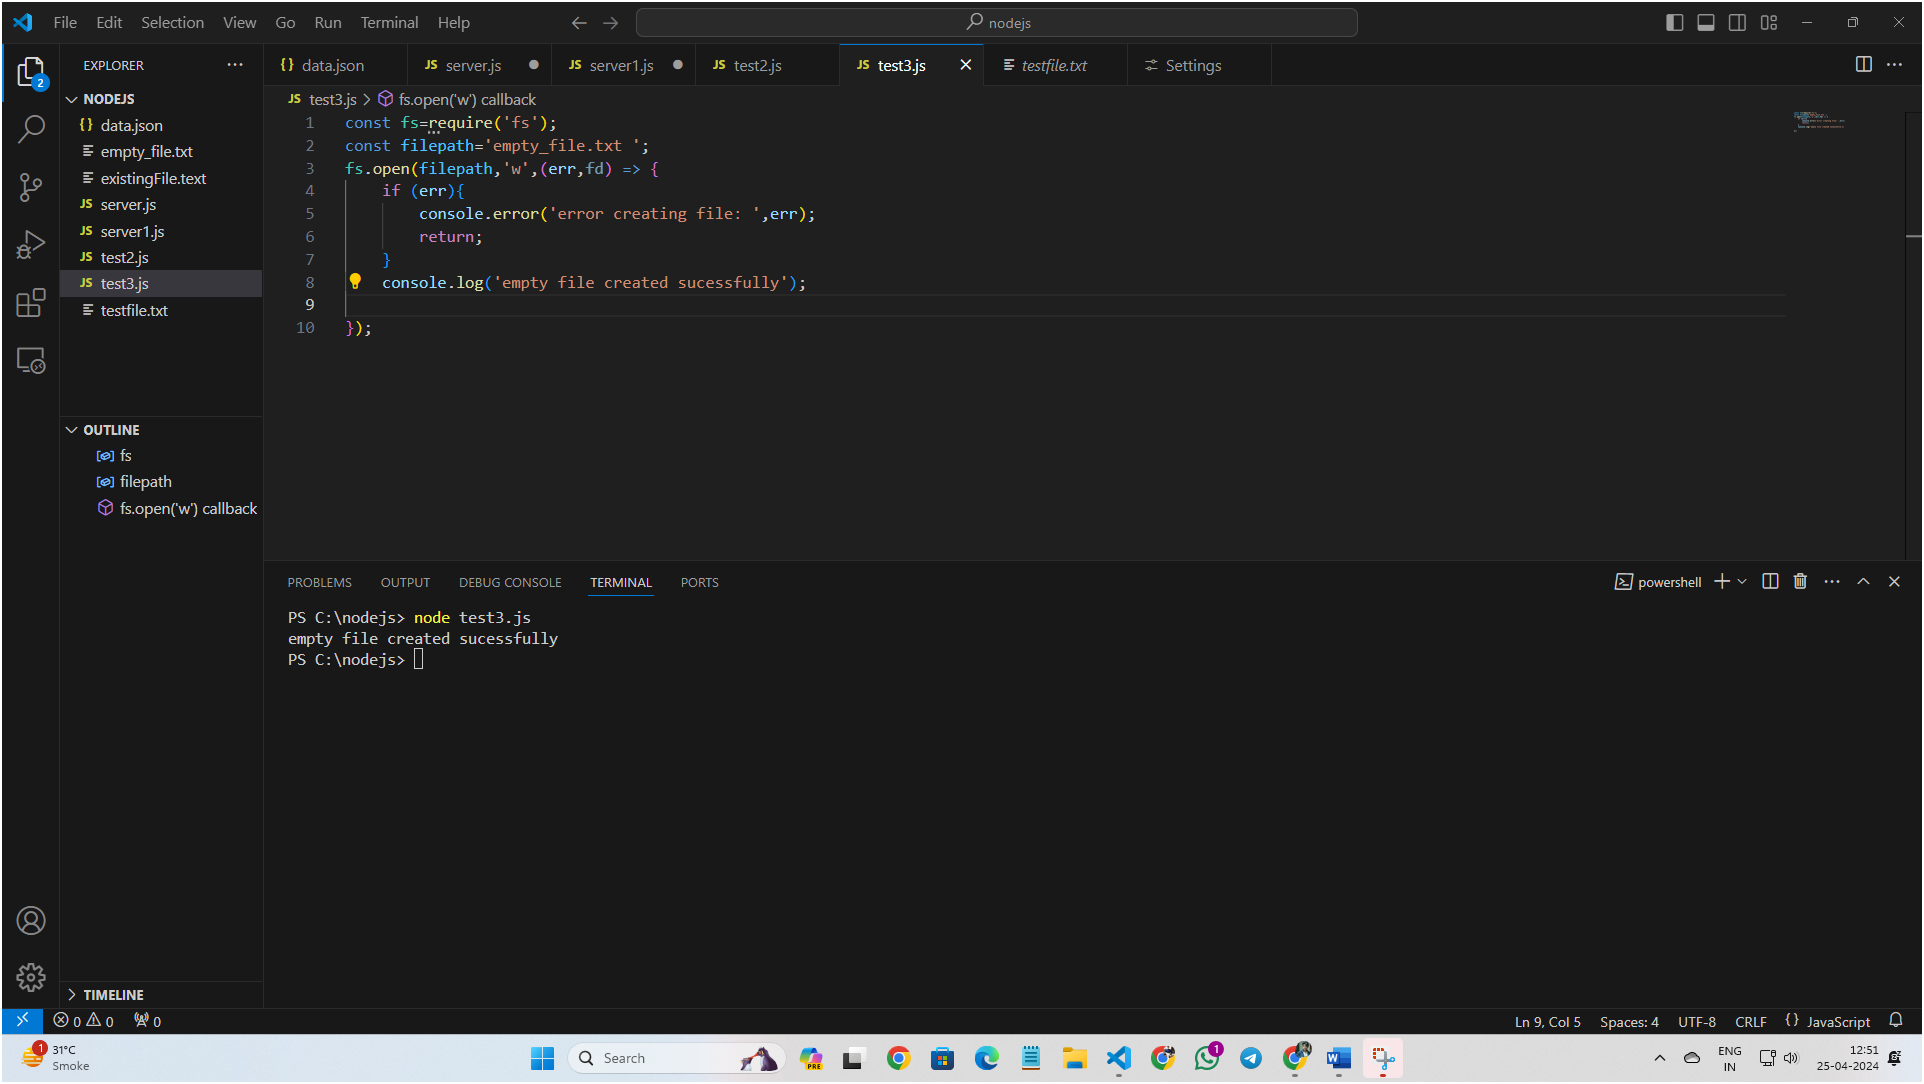 File Edit Selection View Go Run Terminal Help
nodejs
2
EXPLORER
NODEJS
{} data.json
empty_file.txt
existingFile.text
JS server.js
JS server1.js
JS test2.js
JS test3.js
testfile.txt
OUTLINE
fs
filepath
fs.open('w') callback
TIMELINE
{} data.json JS server.js JS server1.js JS test2.js JS test3.js testfile.txt Settings
JS test3.js > fs.open('w') callback
1 const fs=require('fs');
2 const filepath='empty_file.txt ';
3 fs.open(filepath,'w',(err,fd) => {
4 if (err){
5 console.error('error creating file: ',err);
6 return;
7 }
8 console.log('empty file created sucessfully');
9
10 });
PROBLEMS OUTPUT DEBUG CONSOLE TERMINAL PORTS
powershell
PS C:\nodejs> node test3.js
empty file created sucessfully
PS C:\nodejs>
0 0 0
Ln 9, Col 5 Spaces: 4 UTF-8 CRLF {} JavaScript
1
31°C
Smoke
Search
PRE
1
ENG
IN
12:51
25-04-2024